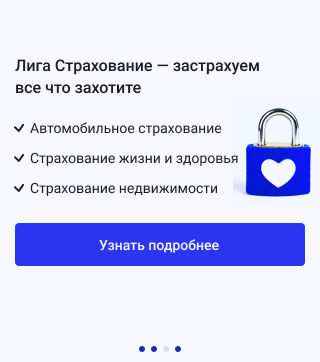 Лига Страхование — застрахуем
все что захотите
Автомобильное страхование
Страхование жизни и здоровья
Страхование недвижимости
Узнать подробнее